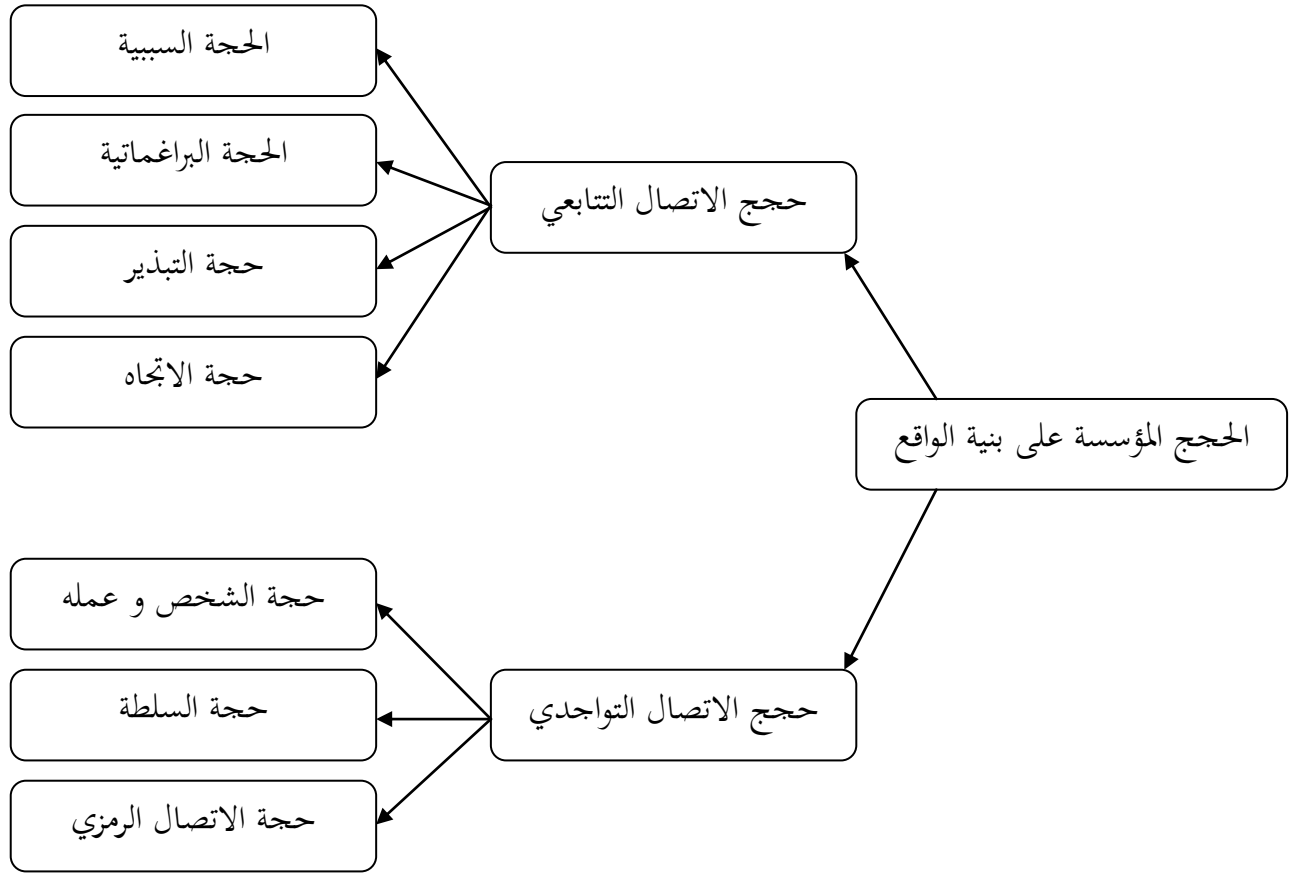 الحجج المؤسسة على بنية الواقع
حجج الاتصال التتابعي
الحجة السببية
الحجة البراغماتية
حجة التبذير
حجة الاتجاه
حجج الاتصال التواجدي
حجة الشخص و عمله
حجة السلطة
حجة الاتصال الرمزي